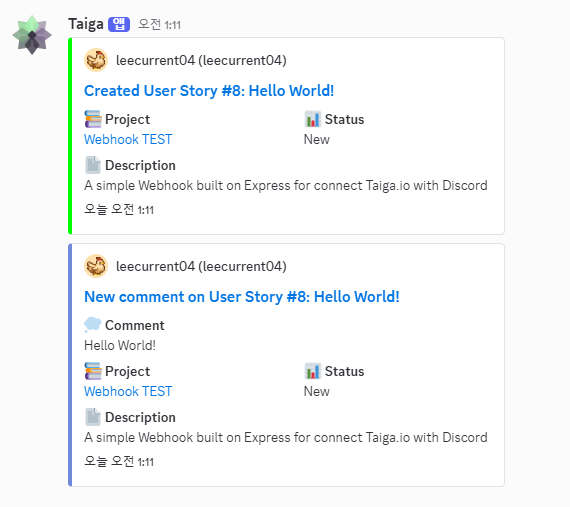 Taiga 앱 오전 1:11
leecurrent04 (leecurrent04)
Created User Story #8: Hello World!
Project Status
Webhook TEST New
Description
A simple Webhook built on Express for connect Taiga.io with Discord
오늘 오전 1:11
leecurrent04 (leecurrent04)
New comment on User Story #8: Hello World!
Comment
Hello World!
Project Status
Webhook TEST New
Description
A simple Webhook built on Express for connect Taiga.io with Discord
오늘 오전 1:11